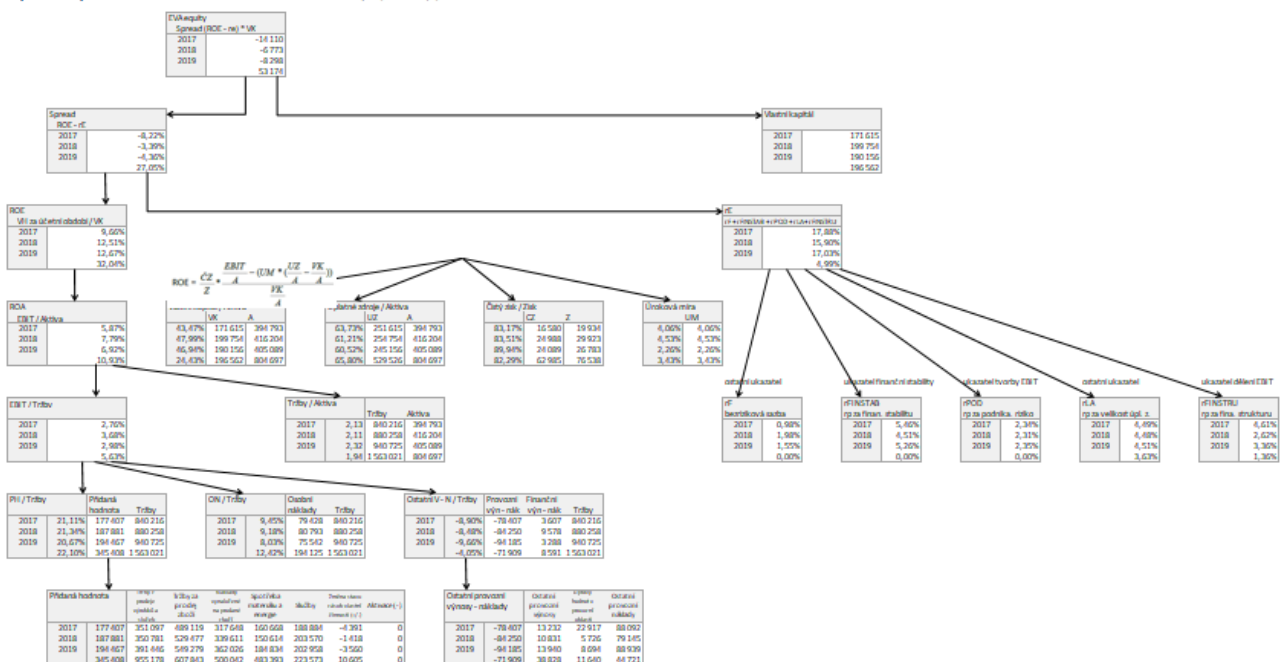 EVA equity
Spread (ROE - re) * VK
2017 -14 110
2018 -6 773
2019 -8 298
53 174
Spread
ROE - rE
2017 -8,22%
2018 -3,39%
2019 -4,36%
27,05%
Vlastní kapitál
2017 171 615
2018 199 754
2019 190 156
196 562
ROE
VH za účetní období / VK
2017 9,66%
2018 12,51%
2019 12,67%
32,04%
rE
rF+rFINSTAB+rPOD+rLA+rFINSTRU
2017 17,88%
2018 15,90%
2019 17,03%
4,99%
ROE = ČZ / Z * EBIT / A - (UM * (UZ / A - VK / A)) / VK / A
ROA
EBIT / Aktiva
2017 5,87%
2018 7,79%
2019 6,92%
10,93%
VK A
43,47% 171 615 394 793
47,99% 199 754 416 204
46,94% 190 156 405 089
24,43% 196 562 804 697
zdroje / Aktiva
UZ A
63,73% 251 615 394 793
61,21% 254 754 416 204
60,52% 245 156 405 089
65,80% 529 526 804 697
Čistý zisk / Zisk
CZ Z
83,17% 16 580 19 934
83,51% 24 988 29 923
89,94% 24 089 26 783
82,29% 62 985 76 538
Úroková míra
UM
4,06% 4,06%
4,53% 4,53%
2,26% 2,26%
3,43% 3,43%
EBIT / Tržby
2017 2,76%
2018 3,68%
2019 2,98%
5,63%
Tržby / Aktiva
Tržby Aktiva
2017 2,13 840 216 394 793
2018 2,11 880 258 416 204
2019 2,32 940 725 405 089
1,94 1 563 021 804 697
ostatní ukazatel
rF
bezriziková sazba
2017 0,98%
2018 1,98%
2019 1,55%
0,00%
ukazatel finanční stability
rFINSTAB
rp za finan. stabilitu
2017 5,46%
2018 4,51%
2019 5,26%
0,00%
ukazatel tvorby EBIT
rPOD
rp za podnika. riziko
2017 2,34%
2018 2,31%
2019 2,35%
0,00%
ostatní ukazatel
rLA
rp za velikost úpl. z.
2017 4,49%
2018 4,48%
2019 4,51%
3,63%
ukazatel dělení EBIT
rFINSTRU
rp za fina. strukturu
2017 4,61%
2018 2,62%
2019 3,36%
1,36%
PH / Tržby
Přidaná hodnota Tržby
2017 21,11% 177 407 840 216
2018 21,34% 187 881 880 258
2019 20,67% 194 467 940 725
22,10% 345 408 1 563 021
ON / Tržby
Osobní náklady Tržby
2017 9,45% 79 428 840 216
2018 9,18% 80 793 880 258
2019 8,03% 75 542 940 725
12,42% 194 125 1 563 021
Ostatní V - N / Tržby
Provozní výn - nák Finanční výn - nák Tržby
2017 -8,90% -78 407 3 607 840 216
2018 -8,48% -84 250 9 578 880 258
2019 -9,66% -94 185 3 288 940 725
-4,05% -71 909 8 591 1 563 021
Přidaná hodnota
tržby za prodej zboží
spotřeba materiálu a energie
služby
Aktivace (-)
2017 177 407 351 097 489 119 317 648 160 668 188 884 -4 391 0
2018 187 881 350 781 529 477 339 611 150 614 203 570 -1 418 0
2019 194 467 391 446 549 279 362 026 184 834 202 958 -3 560 0
345 408 955 178 607 843 500 042 483 393 223 573 10 605 0
Ostatní provozní výnosy - náklady
Ostatní provozní výnosy
Ostatní provozní náklady
2017 -78 407 13 232 22 917 88 092
2018 -84 250 10 831 5 726 79 145
2019 -94 185 13 940 8 694 88 939
-71 909 38 828 11 640 44 721